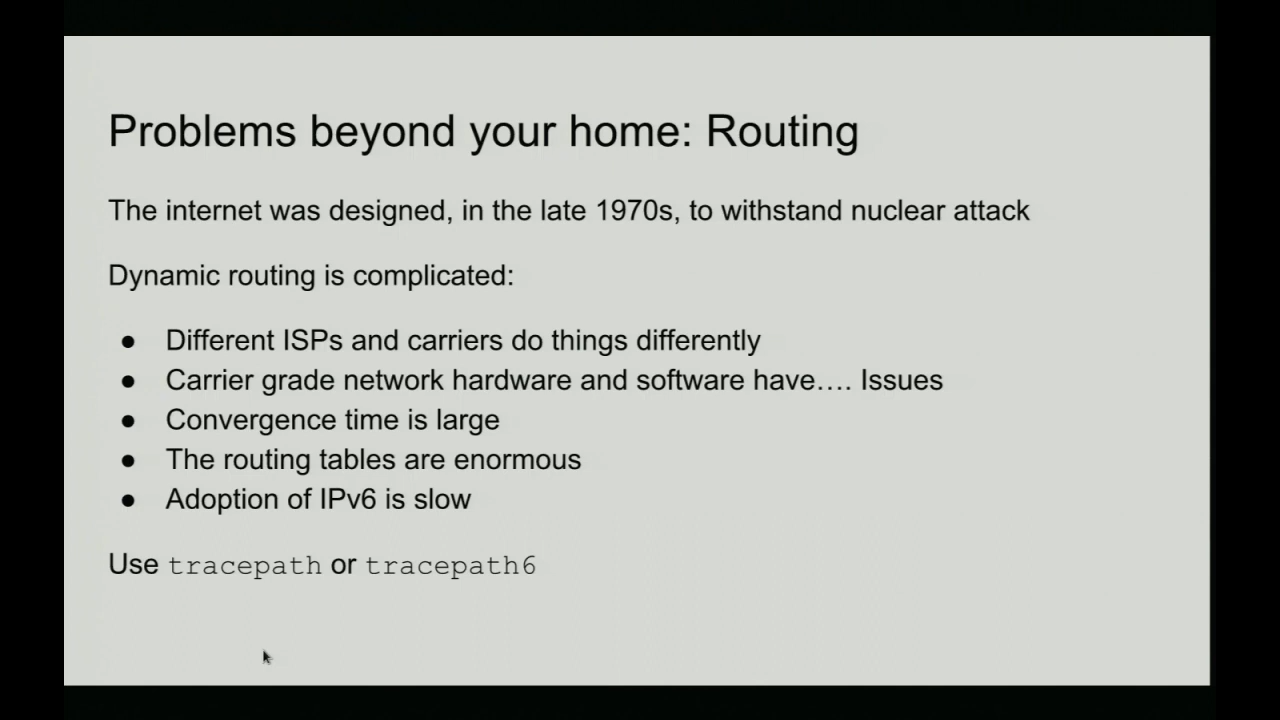 Problems beyond your home: Routing
The internet was designed, in the late 1970s, to withstand nuclear attack
Dynamic routing is complicated:
● Different ISPs and carriers do things differently
● Carrier grade network hardware and software have…. Issues
● Convergence time is large
● The routing tables are enormous
● Adoption of IPv6 is slow
Use tracepath or tracepath6